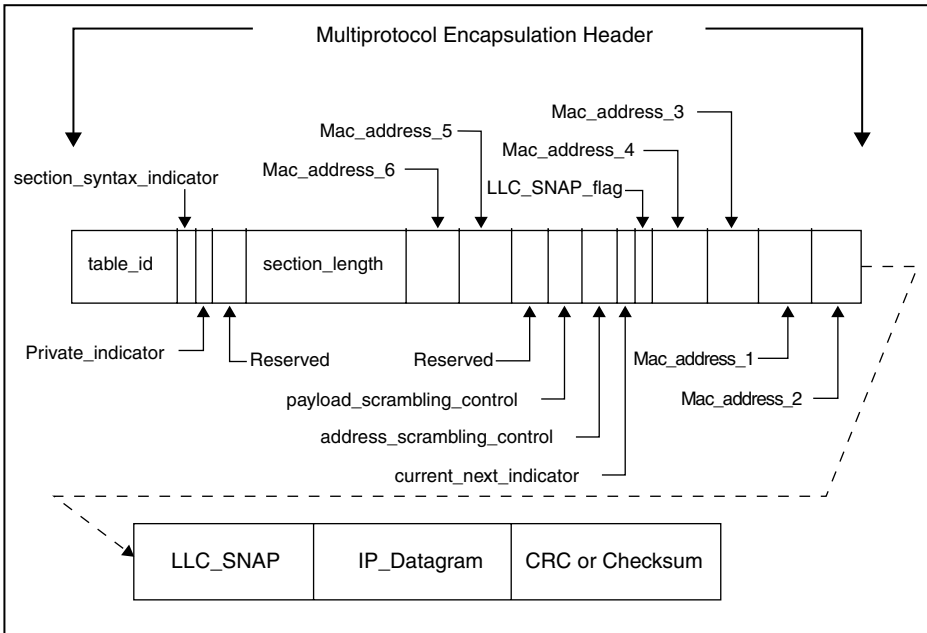 Multiprotocol Encapsulation Header
Mac_address_3
Mac_address_5
Mac_address_4
Mac_address_6
section_syntax_indicator
LLC_SNAP_flag
table_id
section_length
Private_indicator
Reserved
Reserved
Mac_address_1
payload_scrambling_control
Mac_address_2
address_scrambling_control
current_next_indicator
LLC_SNAP
IP_Datagram
CRC or Checksum